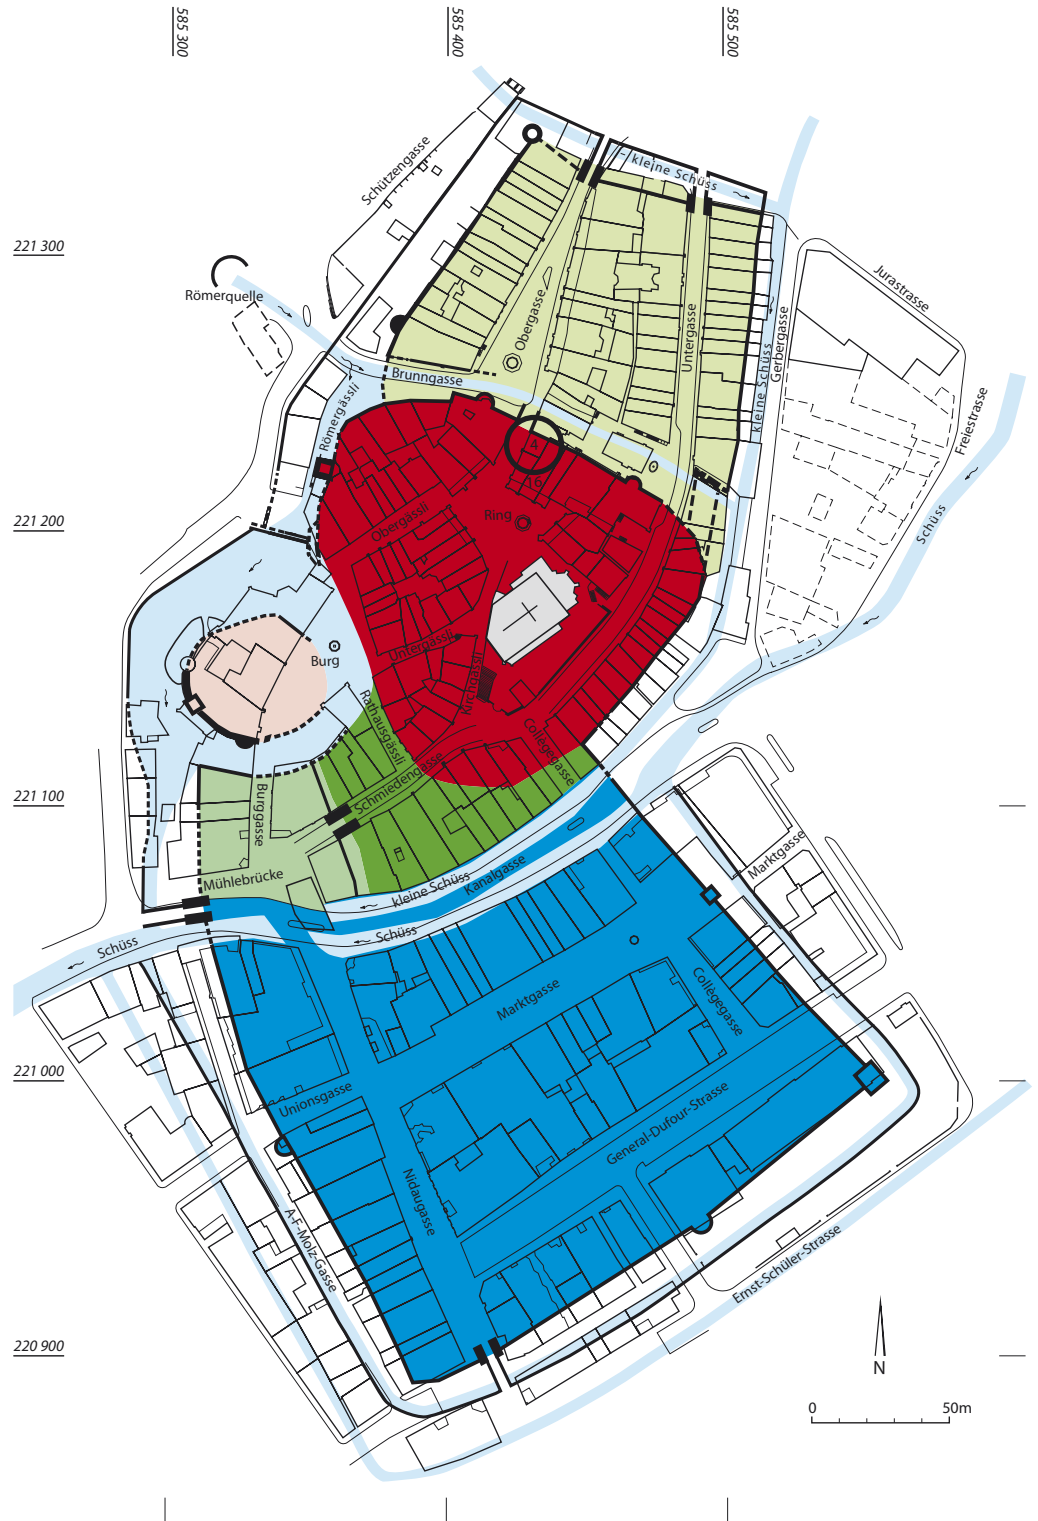 585 300
585 400
585 500
Schützengasse
kleine Schüss
221 300
Römerquelle
Jurastrasse
Obergasse
Untergasse
Gerbergasse
kleine Schüss
Brunngasse
Römergässli
Freiestrasse
4
16
Ring
221 200
Obergässli
Schüss
Untergässli
Burg
Kirchgässli
Rathausgässli
Collègegasse
Schmiedengasse
221 100
Burggasse
Marktgasse
Mühlebrücke
kleine Schüss
Kanalgasse
Schüss
Schüss
Marktgasse
Collègegasse
221 000
Unionsgasse
General-Dufour-Strasse
Nidaugasse
A-F-Molz-Gasse
Ernst-Schüler-Strasse
220 900
N
0 50m